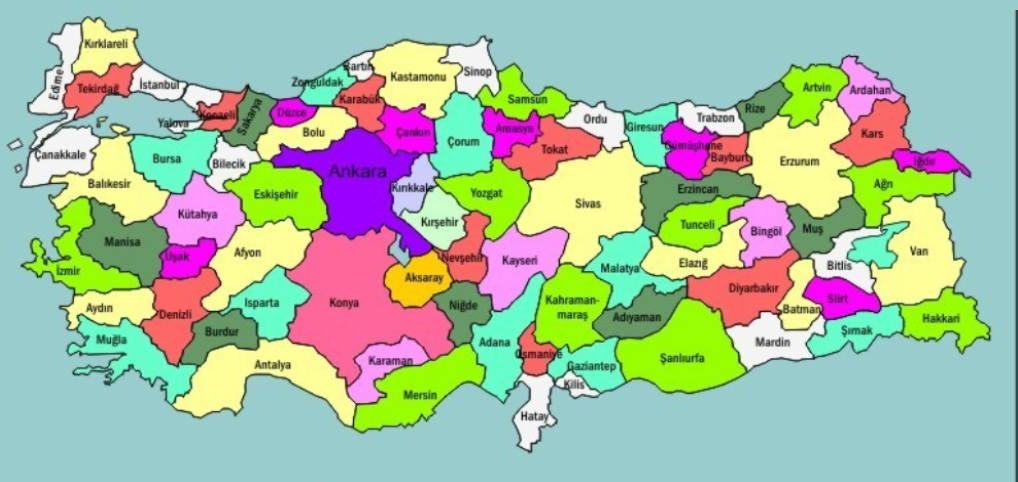 Kırklareli
Edirne
Tekirdağ
İstanbul
Kocaeli
Yalova
Sakarya
Düzce
Zonguldak
Bartın
Karabük
Kastamonu
Sinop
Samsun
Bolu
Çankırı
Çorum
Amasya
Ordu
Tokat
Giresun
Trabzon
Gümüşhane
Bayburt
Rize
Artvin
Ardahan
Kars
Iğdır
Erzurum
Ağrı
Çanakkale
Balıkesir
Bursa
Bilecik
Eskişehir
Ankara
Kırıkkale
Kırşehir
Yozgat
Sivas
Erzincan
Tunceli
Bingöl
Muş
Kütahya
Manisa
İzmir
Uşak
Afyon
Konya
Aksaray
Nevşehir
Kayseri
Malatya
Elazığ
Bitlis
Van
Aydın
Denizli
Isparta
Burdur
Muğla
Antalya
Karaman
Niğde
Mersin
Adana
Kahraman-
maraş
Adıyaman
Diyarbakır
Batman
Siirt
Hakkari
Şırnak
Mardin
Şanlıurfa
Osmaniye
Gaziantep
Kilis
Hatay